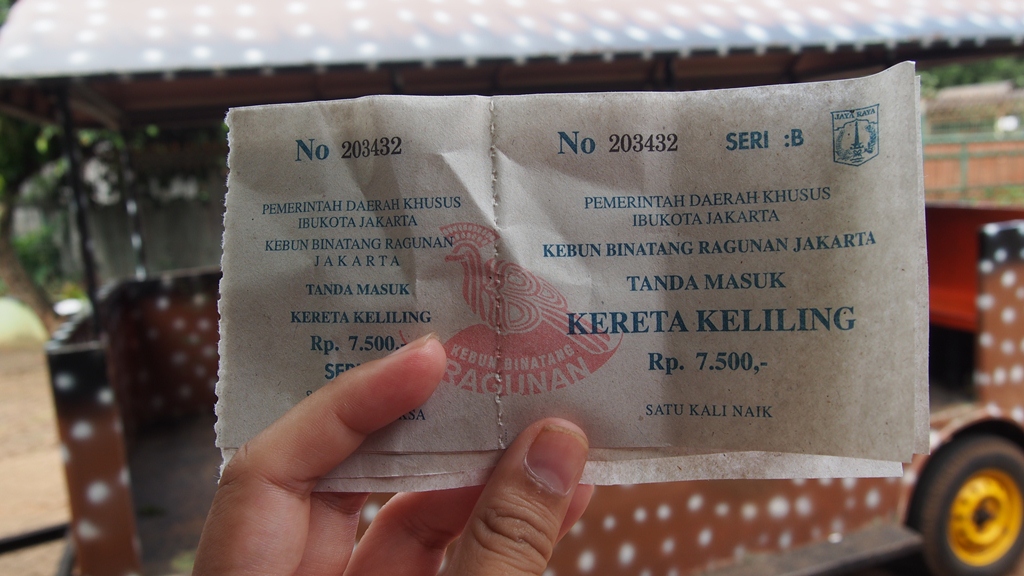 No 203432
PEMERINTAH DAERAH KHUSUS
IBUKOTA JAKARTA
KEBUN BINATANG RAGUNAN
JAKARTA
TANDA MASUK
KERETA KELILING
Rp. 7.500,-
No 203432 SERI :B
JAYA RAYA
PEMERINTAH DAERAH KHUSUS
IBUKOTA JAKARTA
KEBUN BINATANG RAGUNAN JAKARTA
TANDA MASUK
KERETA KELILING
Rp. 7.500,-
SATU KALI NAIK
KEBUN BINATANG
RAGUNAN